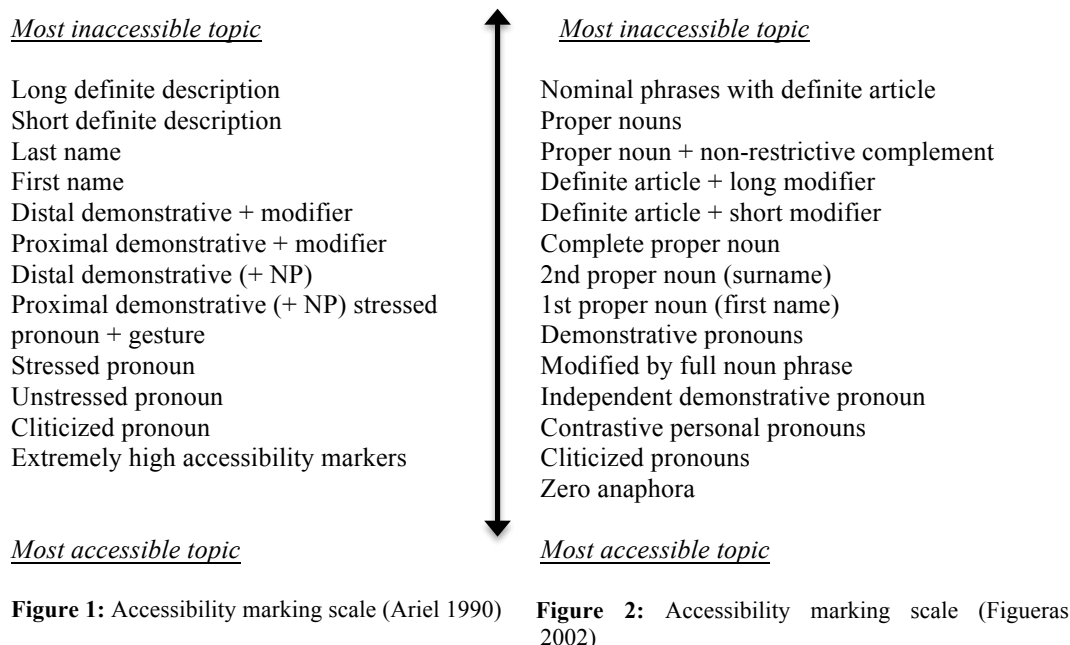 Most inaccessible topic
Long definite description
Short definite description
Last name
First name
Distal demonstrative + modifier
Proximal demonstrative + modifier
Distal demonstrative (+ NP)
Proximal demonstrative (+ NP) stressed
pronoun + gesture
Stressed pronoun
Unstressed pronoun
Cliticized pronoun
Extremely high accessibility markers
Most accessible topic
Figure 1: Accessibility marking scale (Ariel 1990)
Most inaccessible topic
Nominal phrases with definite article
Proper nouns
Proper noun + non-restrictive complement
Definite article + long modifier
Definite article + short modifier
Complete proper noun
2nd proper noun (surname)
1st proper noun (first name)
Demonstrative pronouns
Modified by full noun phrase
Independent demonstrative pronoun
Contrastive personal pronouns
Cliticized pronouns
Zero anaphora
Most accessible topic
Figure 2: Accessibility marking scale (Figueras
2002)